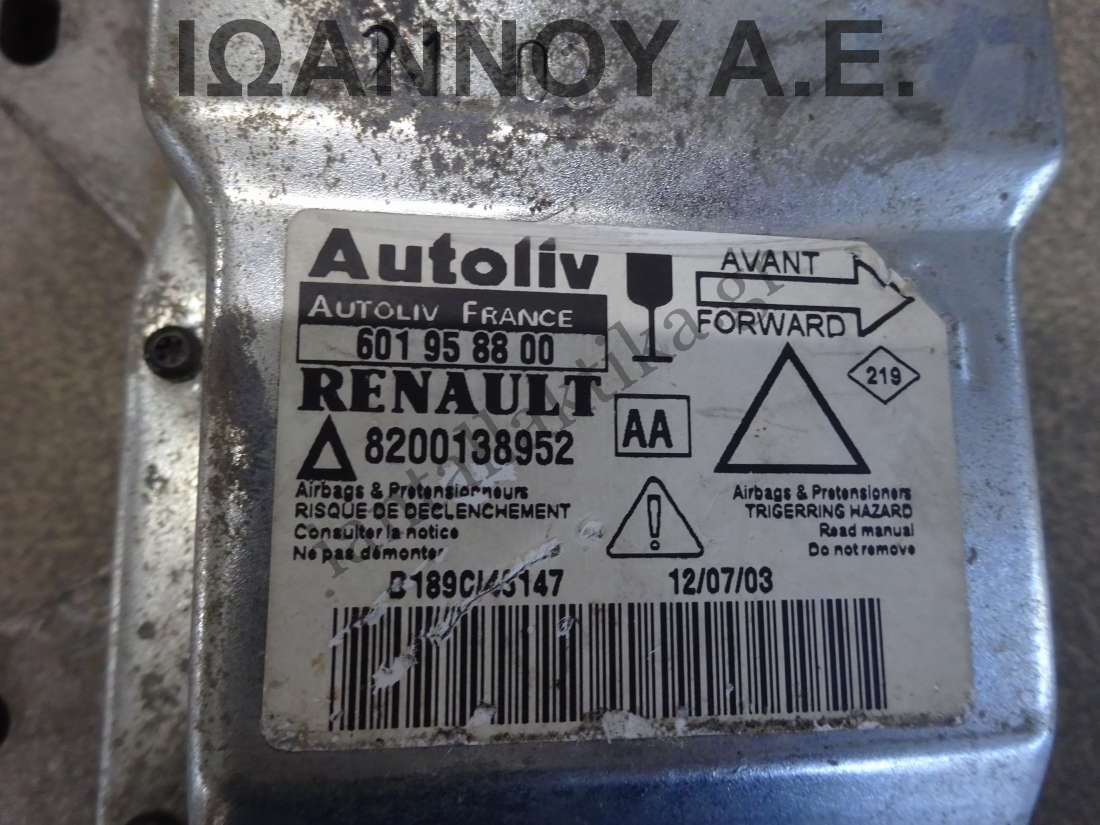 ΙΩΑΝΝΟΥ Α.Ε.
Autoliv
AUTOLIV FRANCE
601 95 88 00
RENAULT
8200138952
AA
AVANT
FORWARD
219
Airbags & Pretensionneurs
RISQUE DE DECLENCHEMENT
Consulter la notice
Ne pas démonter
Airbags & Pretensioners
TRIGERRING HAZARD
Read manual
Do not remove
12/07/03